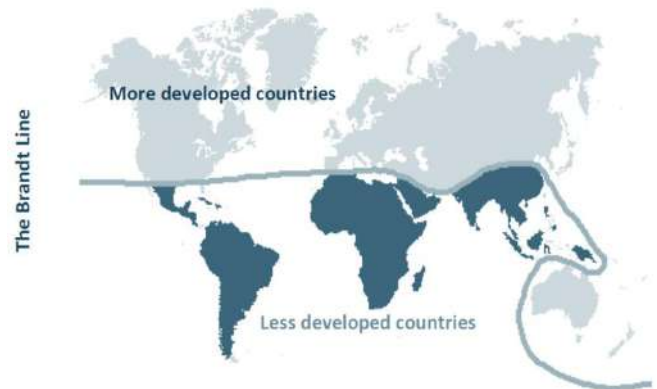 The Brandt Line
More developed countries
Less developed countries